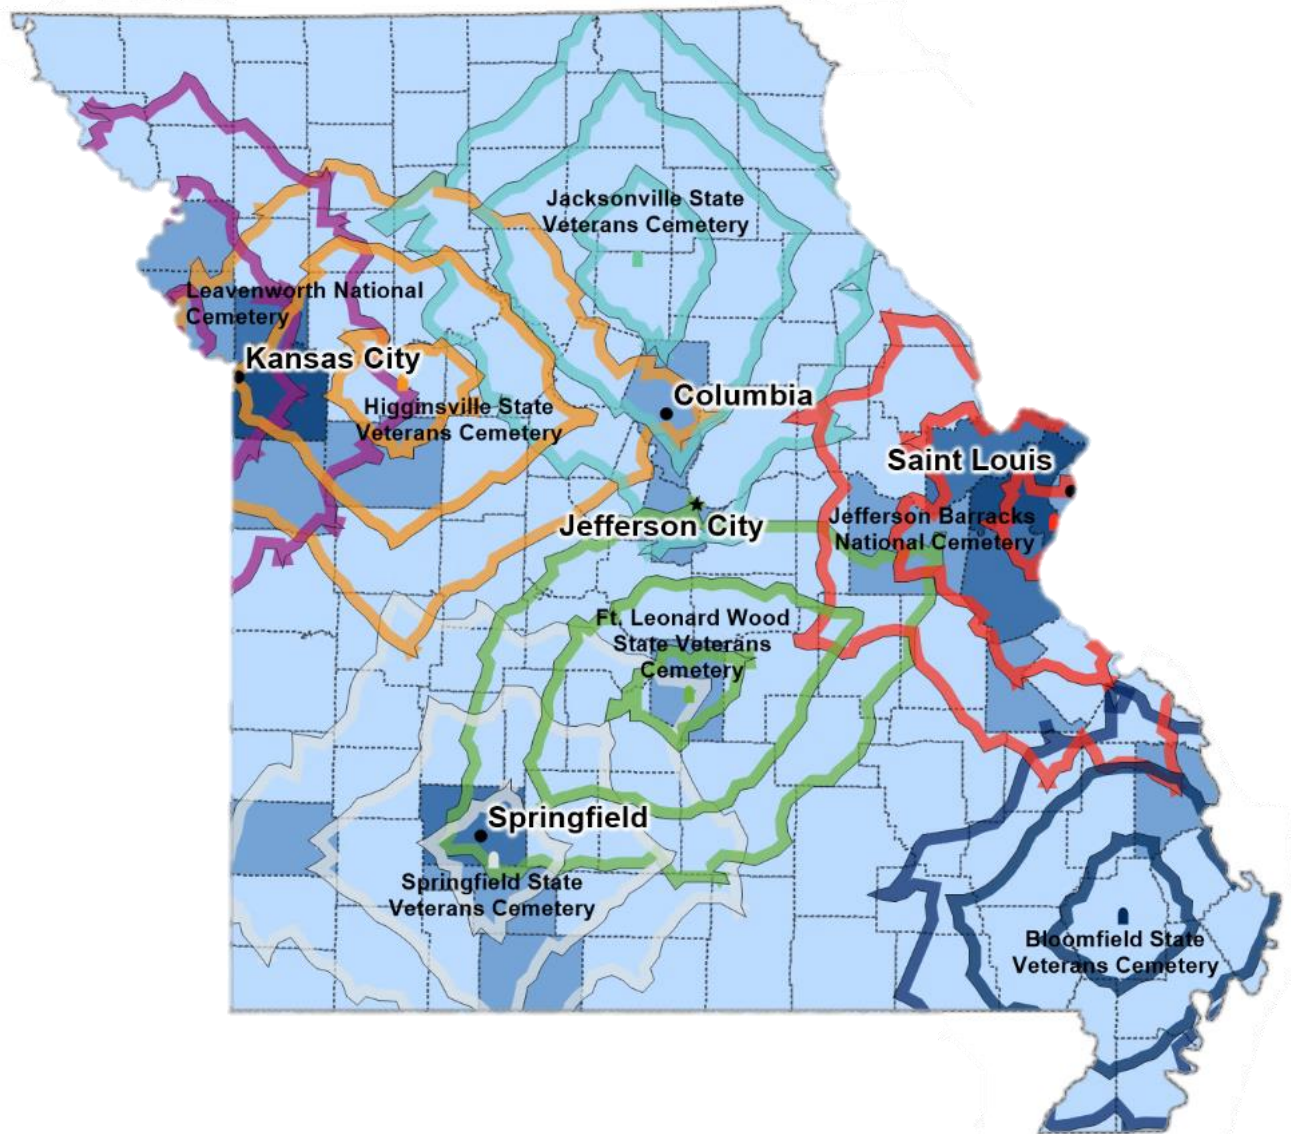 Jacksonville State
Veterans Cemetery
Leavenworth National
Cemetery
Kansas City
Columbia
Higginsville State
Veterans Cemetery
Saint Louis
Jefferson City
Jefferson Barracks
National Cemetery
Ft. Leonard Wood
State Veterans
Cemetery
Springfield
Springfield State
Veterans Cemetery
Bloomfield State
Veterans Cemetery